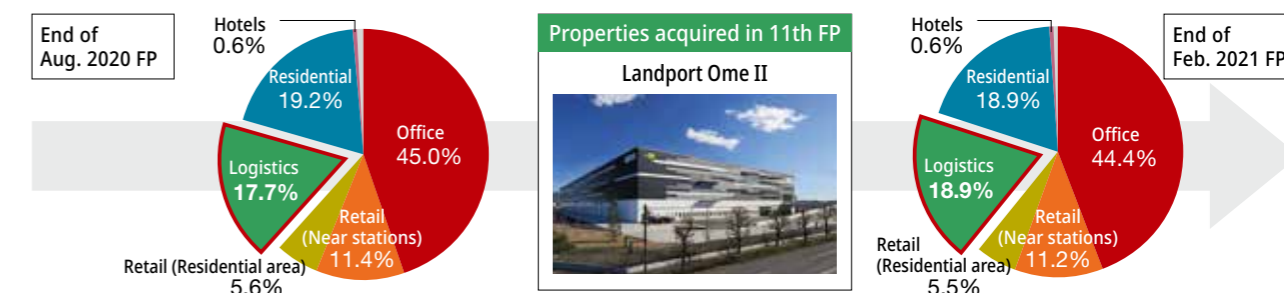 End of
Aug. 2020 FP
Hotels
0.6%
Residential
19.2%
Office
45.0%
Logistics
17.7%
Retail
(Near stations)
11.4%
Retail (Residential area)
5.6%
Properties acquired in 11th FP
Landport Ome II
Hotels
0.6%
Residential
18.9%
Office
44.4%
Logistics
18.9%
Retail
(Near stations)
11.2%
Retail
(Residential area)
5.5%
End of
Feb. 2021 FP